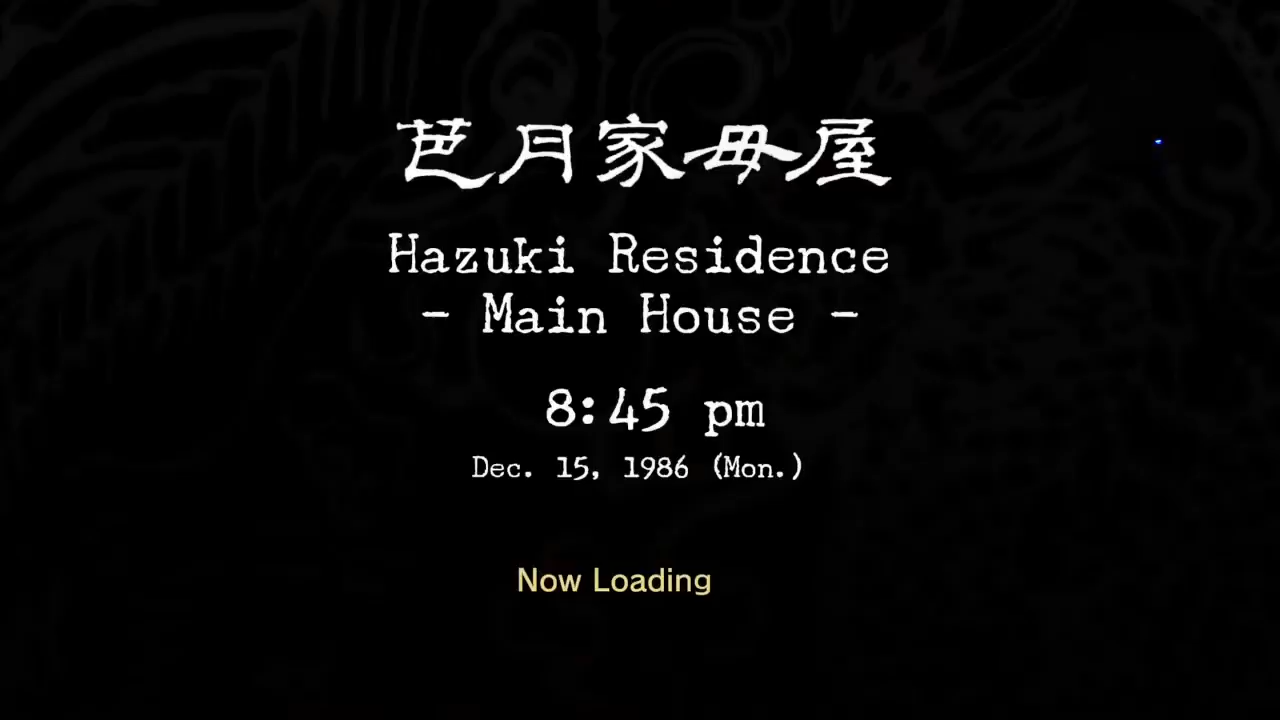 芭月家母屋
Hazuki Residence
- Main House -
8:45 pm
Dec. 15, 1986 (Mon.)
Now Loading